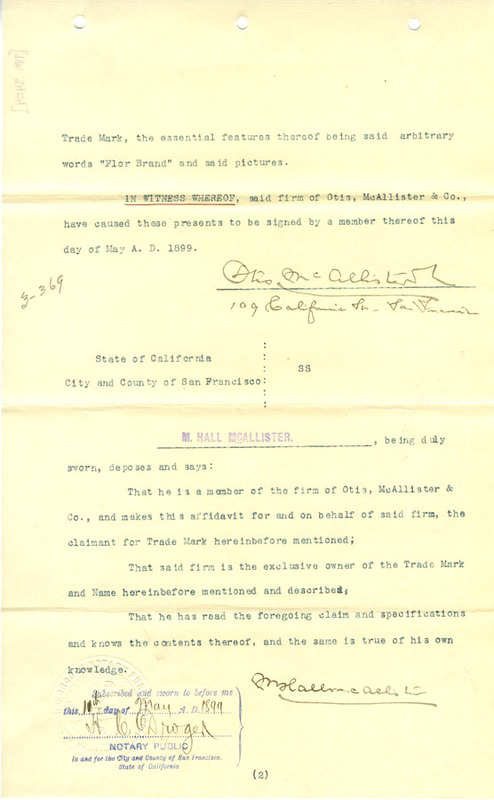 Trade Mark, the essential features thereof being said arbitrary
words "Flor Brand" and said pictures.
IN WITNESS WHEREOF, said firm of Otis, McAllister & Co.,
have caused these presents to be signed by a member thereof this
day of May A. D. 1899.
Otis, McAllister & Co
109 California St. San Francisco
3-369
State of California
City and County of San Francisco
SS
M. HALL MCALLISTER. , being duly
sworn, deposes and says:
That he is a member of the firm of Otis, McAllister &
Co., and makes this affidavit for and on behalf of said firm, the
claimant for Trade Mark hereinbefore mentioned;
That said firm is the exclusive owner of the Trade Mark
and Name hereinbefore mentioned and described;
That he has read the foregoing claim and specifications
and knows the contents thereof, and the same is true of his own
knowledge.
M Hall McAllister
Subscribed and sworn to before me
this 10th day of May A. D. 1899
NOTARY PUBLIC
In and for the City and County of San Francisco,
State of California
(2)